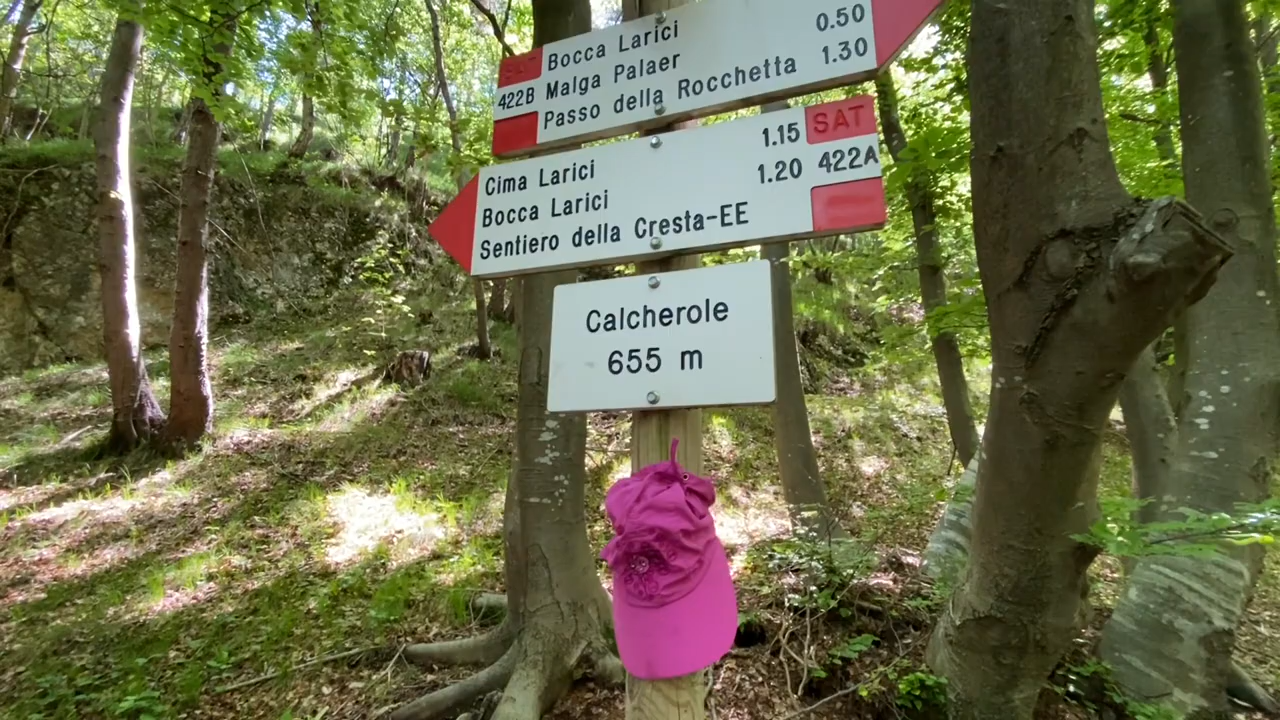 SAT Bocca Larici 0.50
422B Malga Palaer 1.30
Passo della Rocchetta
Cima Larici 1.15 SAT
Bocca Larici 1.20 422A
Sentiero della Cresta-EE
Calcherole
655 m